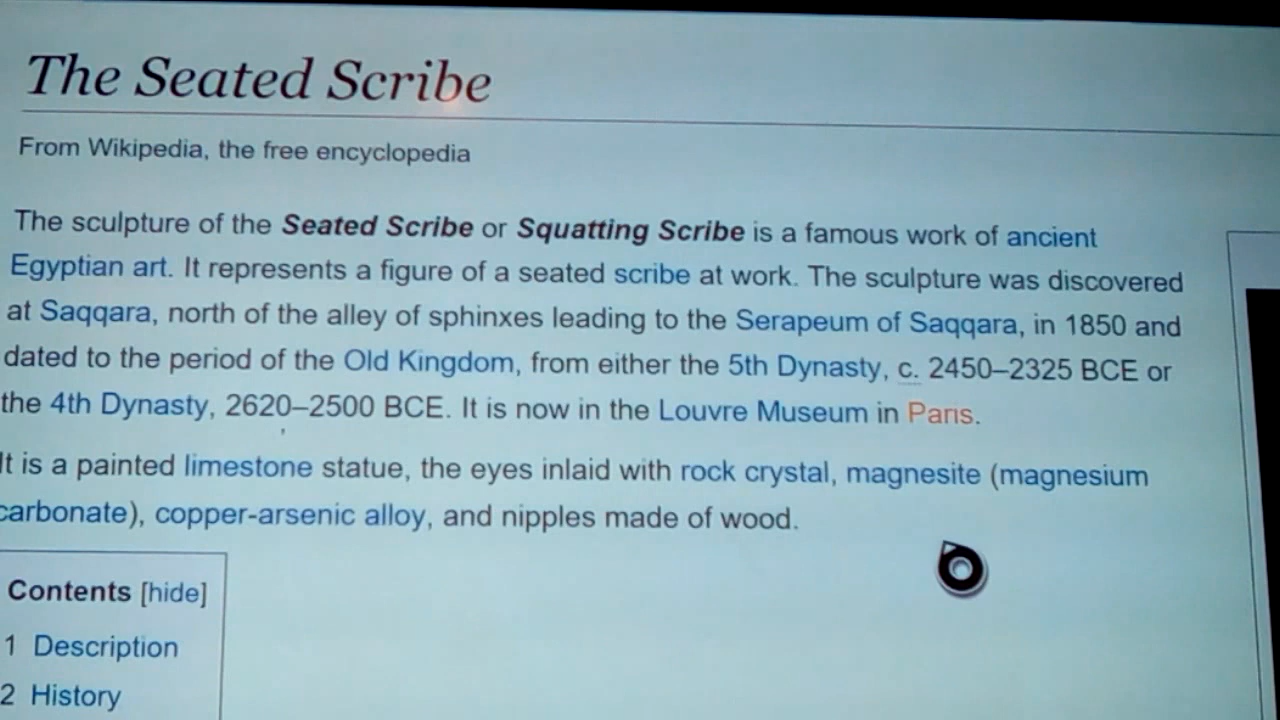 The Seated Scribe
From Wikipedia, the free encyclopedia
The sculpture of the Seated Scribe or Squatting Scribe is a famous work of ancient
Egyptian art. It represents a figure of a seated scribe at work. The sculpture was discovered
at Saqqara, north of the alley of sphinxes leading to the Serapeum of Saqqara, in 1850 and
dated to the period of the Old Kingdom, from either the 5th Dynasty, c. 2450–2325 BCE or
the 4th Dynasty, 2620–2500 BCE. It is now in the Louvre Museum in Paris.
It is a painted limestone statue, the eyes inlaid with rock crystal, magnesite (magnesium
carbonate), copper-arsenic alloy, and nipples made of wood.
Contents [hide]
1 Description
2 History